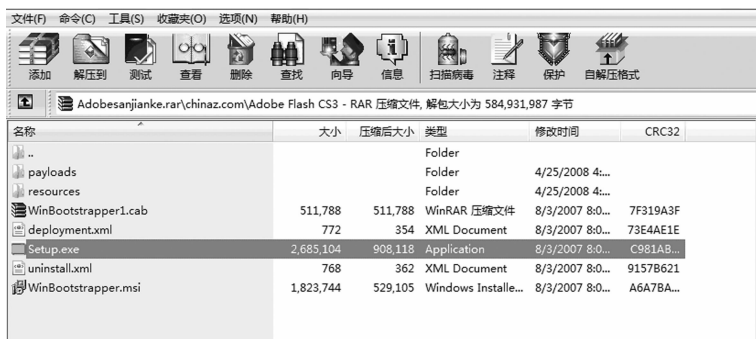 文件(F) 命令(C) 工具(S) 收藏夹(O) 选项(N) 帮助(H)
添加 解压到 测试 查看 删除 查找 向导 信息 扫描病毒 注释 保护 自解压格式
Adobesanjianke.rar\chinaz.com\Adobe Flash CS3 - RAR 压缩文件, 解包大小为 584,931,987 字节
名称 大小 压缩后大小 类型 修改时间 CRC32
.. Folder
payloads Folder 4/25/2008 4:...
resources Folder 4/25/2008 4:...
WinBootstrapper1.cab 511,788 511,788 WinRAR 压缩文件 8/3/2007 8:0... 7F319A3F
deployment.xml 772 354 XML Document 8/3/2007 8:0... 73E4AE1E
Setup.exe 2,685,104 908,118 Application 8/3/2007 8:0... C981AB...
uninstall.xml 768 362 XML Document 8/3/2007 8:0... 9157B621
WinBootstrapper.msi 1,823,744 529,105 Windows Installe... 8/3/2007 8:0... A6A7BA...